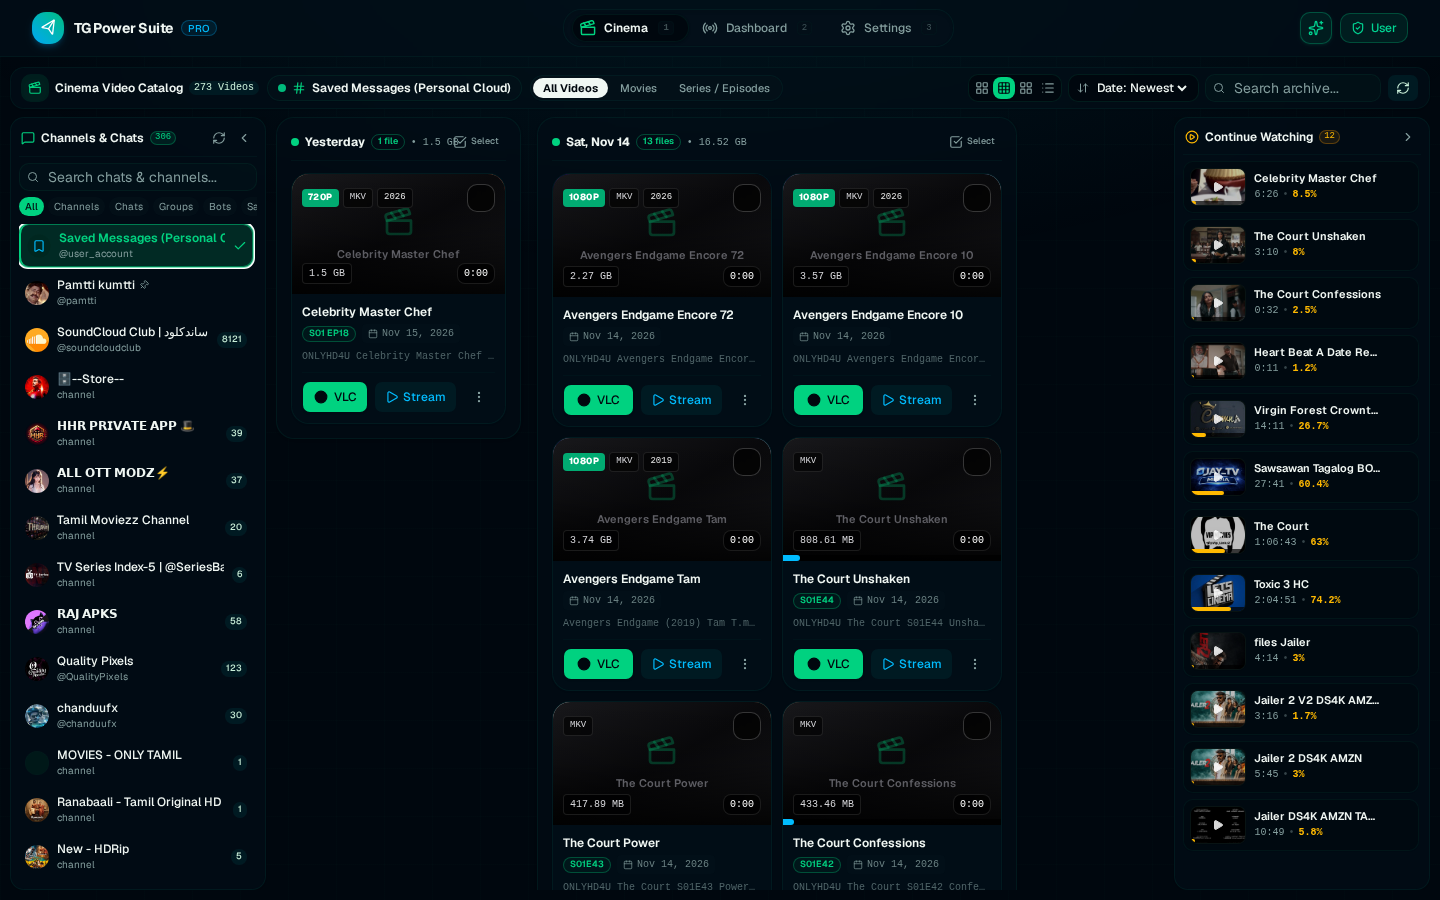 TG Power Suite PRO
Cinema 1
Dashboard 2
Settings 3
User
Cinema Video Catalog 273 Videos
# Saved Messages (Personal Cloud)
All Videos
Movies
Series / Episodes
Date: Newest
Search archive...
Channels & Chats 366
Search chats & channels...
All Channels Chats Groups Bots Sa
Saved Messages (Personal C
@user_account
Pamtti kumtti
@pamtti
SoundCloud Club | ساندکلود 8121
@soundcloudclub
🗄️--Store--
channel
HHR PRIVATE APP 🎩 39
channel
ALL OTT MODZ⚡ 37
channel
Tamil Moviezz Channel 20
channel
TV Series Index-5 | @SeriesBa 6
channel
RAJ APKS 58
channel
Quality Pixels 123
@QualityPixels
chanduufx 30
@chanduufx
MOVIES - ONLY TAMIL 1
channel
Ranabaali - Tamil Original HD 1
channel
New - HDRip 5
channel
Yesterday 1 file • 1.5 G Select
720P MKV 2026
Celebrity Master Chef
1.5 GB 0:00
Celebrity Master Chef
S01 EP18 Nov 15, 2026
ONLYHD4U Celebrity Master Chef …
VLC Stream
Sat, Nov 14 13 files • 16.52 GB Select
1080P MKV 2026
Avengers Endgame Encore 72
2.27 GB 0:00
Avengers Endgame Encore 72
Nov 14, 2026
ONLYHD4U Avengers Endgame Encor…
VLC Stream
1080P MKV 2026
Avengers Endgame Encore 10
3.57 GB 0:00
Avengers Endgame Encore 10
Nov 14, 2026
ONLYHD4U Avengers Endgame Encor…
VLC Stream
1080P MKV 2019
Avengers Endgame Tam
3.74 GB 0:00
Avengers Endgame Tam
Nov 14, 2026
Avengers Endgame (2019) Tam T.m…
VLC Stream
MKV
The Court Unshaken
808.61 MB 0:00
The Court Unshaken
S01E44 Nov 14, 2026
ONLYHD4U The Court S01E44 Unsha…
VLC Stream
MKV
The Court Power
417.89 MB 0:00
The Court Power
S01E43 Nov 14, 2026
ONLYHD4U The Court S01E43 Power…
MKV
The Court Confessions
433.46 MB 0:00
The Court Confessions
S01E42 Nov 14, 2026
ONLYHD4U The Court S01E42 Confe…
Continue Watching 12
Celebrity Master Chef
6:26 • 8.5%
The Court Unshaken
3:10 • 8%
The Court Confessions
0:32 • 2.5%
Heart Beat A Date Re…
0:11 • 1.2%
Virgin Forest Crownt…
14:11 • 26.7%
Sawsawan Tagalog BO…
27:41 • 60.4%
The Court
1:06:43 • 63%
Toxic 3 HC
2:04:51 • 74.2%
files Jailer
4:14 • 3%
Jailer 2 V2 DS4K AMZ…
3:16 • 1.7%
Jailer 2 DS4K AMZN
5:45 • 3%
Jailer DS4K AMZN TA…
10:49 • 5.8%